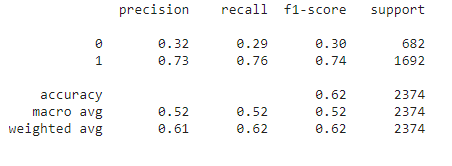 precision recall f1-score support
0 0.32 0.29 0.30 682
1 0.73 0.76 0.74 1692
accuracy 0.62 2374
macro avg 0.52 0.52 0.52 2374
weighted avg 0.61 0.62 0.62 2374